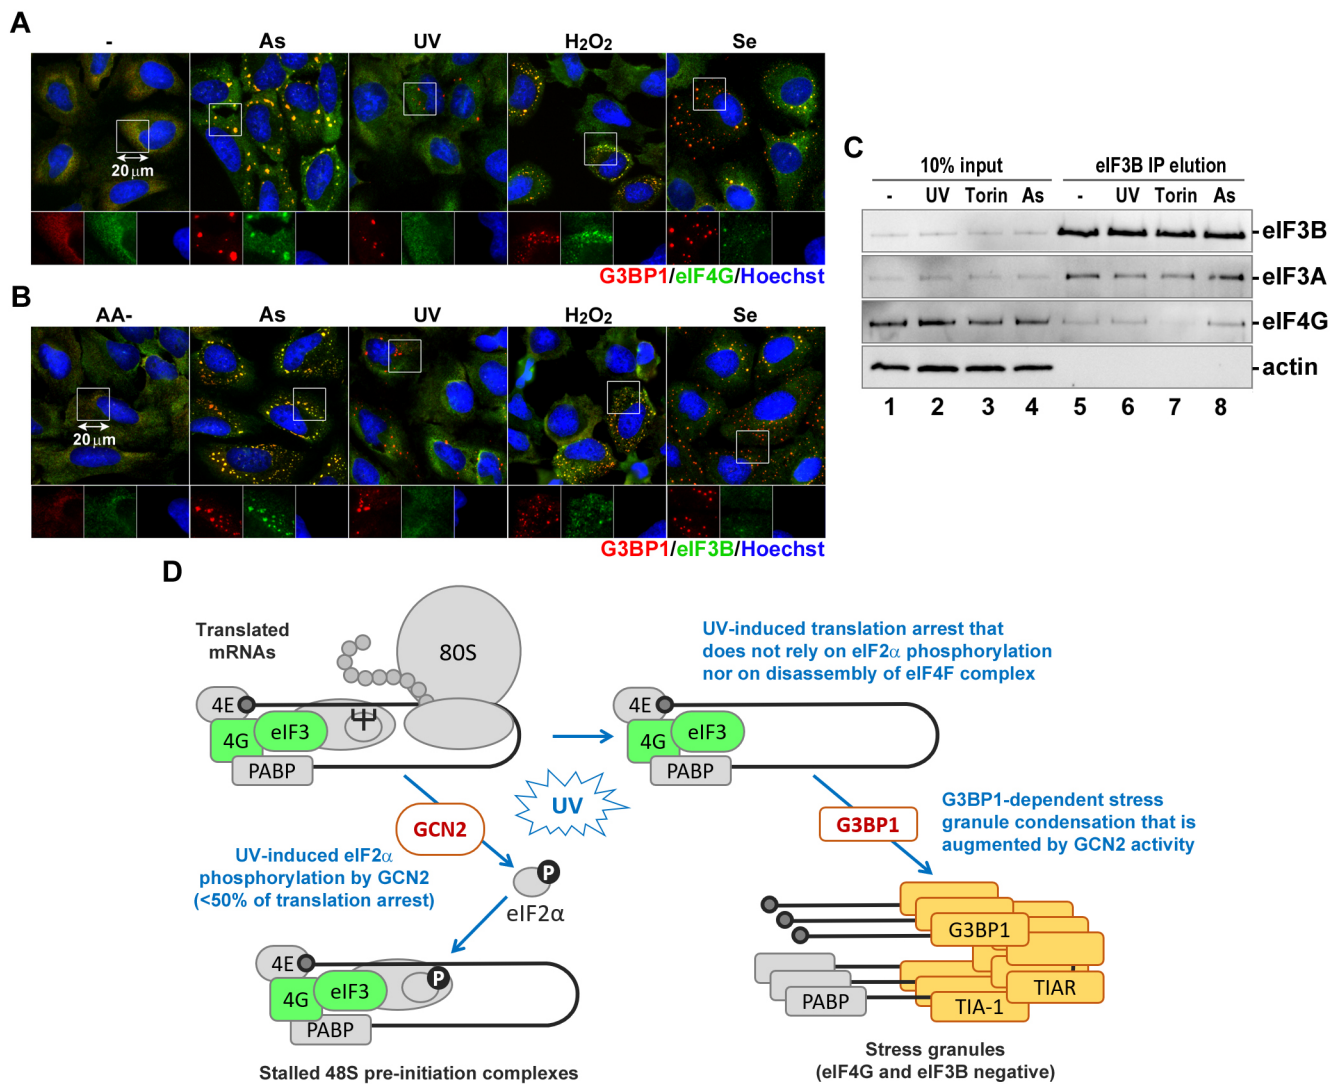 A
- As UV H2O2 Se
20 μm
G3BP1/eIF4G/Hoechst
B
AA- As UV H2O2 Se
20 μm
G3BP1/eIF3B/Hoechst
C
10% input eIF3B IP elution
- UV Torin As - UV Torin As
eIF3B
eIF3A
eIF4G
actin
1 2 3 4 5 6 7 8
D
Translated
mRNAs
80S
4E
4G
eIF3
PABP
UV-induced translation arrest that
does not rely on eIF2α phosphorylation
nor on disassembly of eIF4F complex
4E
4G
eIF3
PABP
UV
GCN2
UV-induced eIF2α
phosphorylation by GCN2
(<50% of translation arrest)
P
eIF2α
4E
4G
eIF3
P
PABP
Stalled 48S pre-initiation complexes
G3BP1
G3BP1-dependent stress
granule condensation that is
augmented by GCN2 activity
G3BP1
TIAR
PABP
TIA-1
Stress granules
(eIF4G and eIF3B negative)